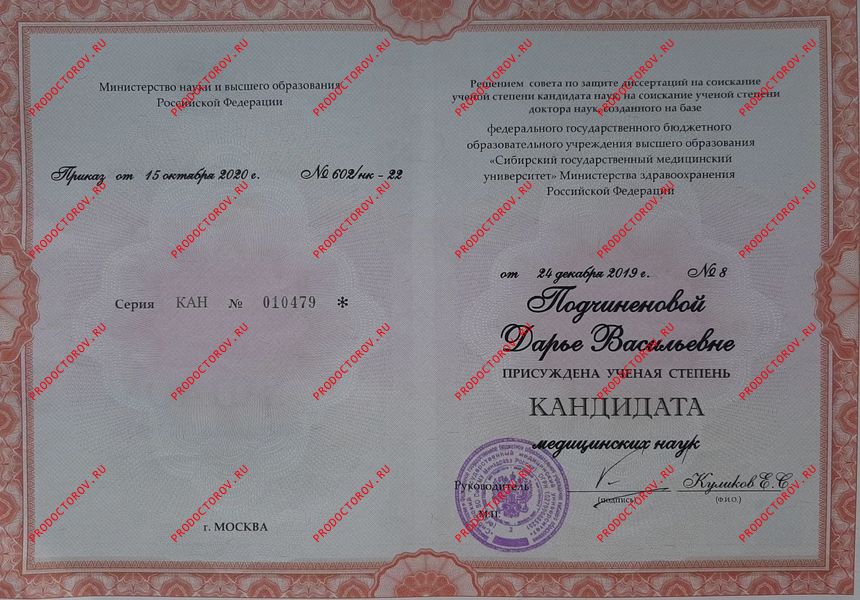 Министерство науки и высшего образования
Российской Федерации
Приказ от 15 октября 2020 г. № 602/нк - 22
Серия КАН № 010479 *
г. МОСКВА
Решением совета по защите диссертаций на соискание
ученой степени кандидата наук, на соискание ученой степени
доктора наук, созданного на базе
федерального государственного бюджетного
образовательного учреждения высшего образования
«Сибирский государственный медицинский
университет» Министерства здравоохранения
Российской Федерации
от 24 декабря 2019 г. № 8
Подчиненовой
Дарье Васильевне
ПРИСУЖДЕНА УЧЕНАЯ СТЕПЕНЬ
КАНДИДАТА
медицинских наук
Руководитель
Куликов Е.С.
(подпись) (Ф.И.О.)
М.П.
PRODOCTOROV.RU